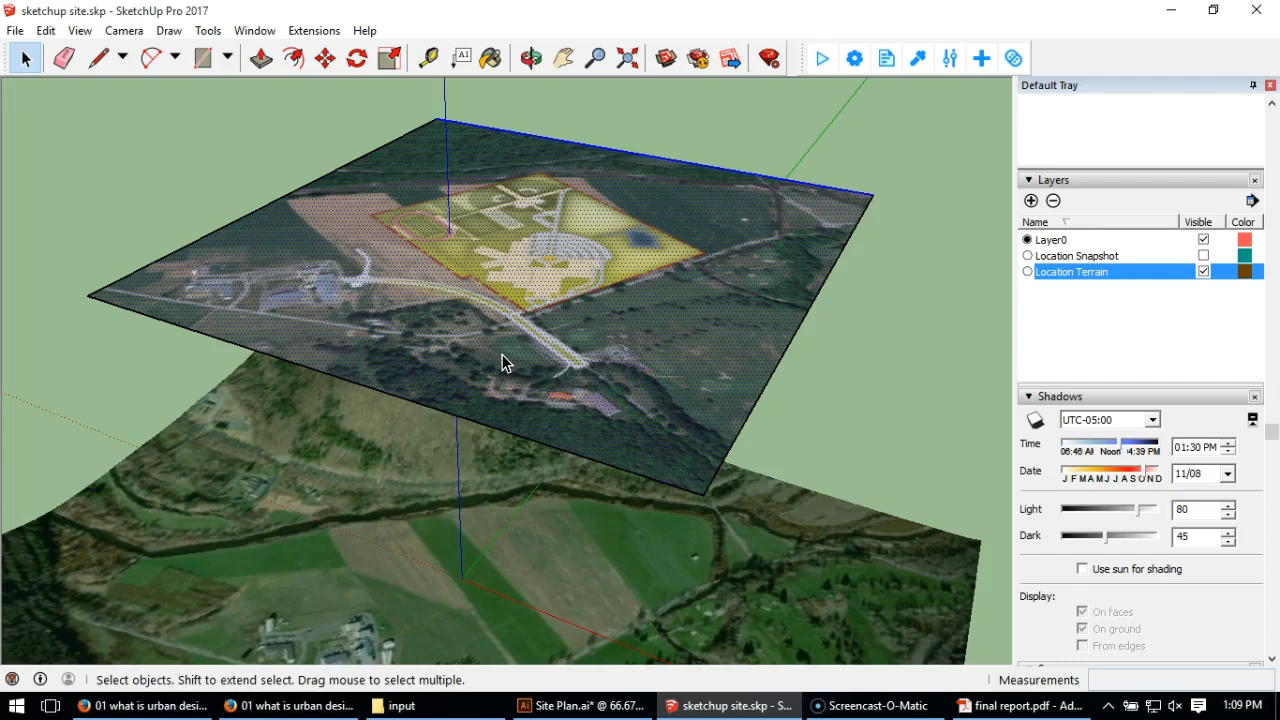 sketchup site.skp - SketchUp Pro 2017
File Edit View Camera Draw Tools Window Extensions Help
A1
Default Tray
Layers
Name Visible Color
Layer0
Location Snapshot
Location Terrain
Shadows
UTC-05:00
Time 06:46 AM Noon 4:39 PM 01:30 PM
Date J F M A M J J A S O N D 11/08
Light 80
Dark 45
Use sun for shading
Display:
On faces
On ground
From edges
Select objects. Shift to extend select. Drag mouse to select multiple.
Measurements
01 what is urban desi...
01 what is urban desi...
input
Site Plan.ai* @ 66.67...
sketchup site.skp - S...
Screencast-O-Matic
final report.pdf - Ad...
1:09 PM